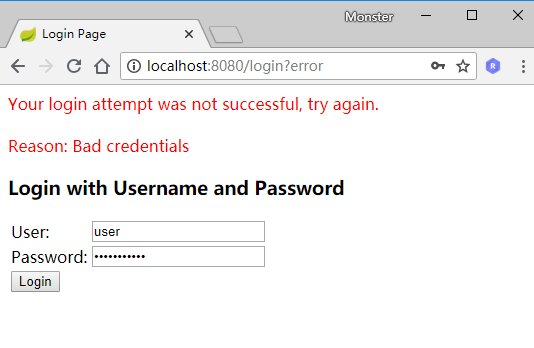 Monster
Login Page
localhost:8080/login?error
R
Your login attempt was not successful, try again.
Reason: Bad credentials
Login with Username and Password
User: user
Password: •••••••••••
Login